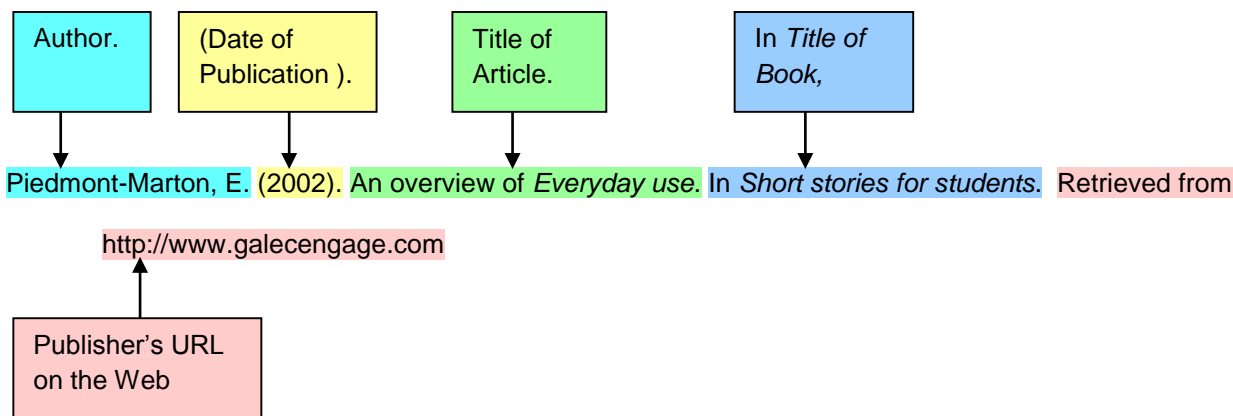 Author.
(Date of
Publication ).
Title of
Article.
In Title of
Book,
Piedmont-Marton, E. (2002). An overview of Everyday use. In Short stories for students. Retrieved from
http://www.galecengage.com
Publisher’s URL
on the Web